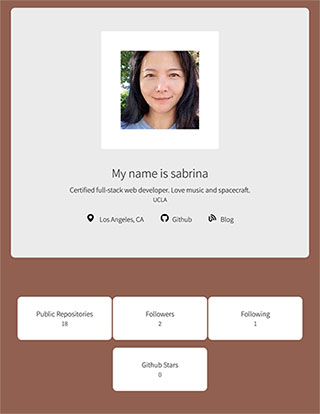 My name is sabrina
Certified full-stack web developer. Love music and spacecraft.
UCLA
Los Angeles, CA Github Blog
Public Repositories Followers Following
18 2 1
Github Stars
0